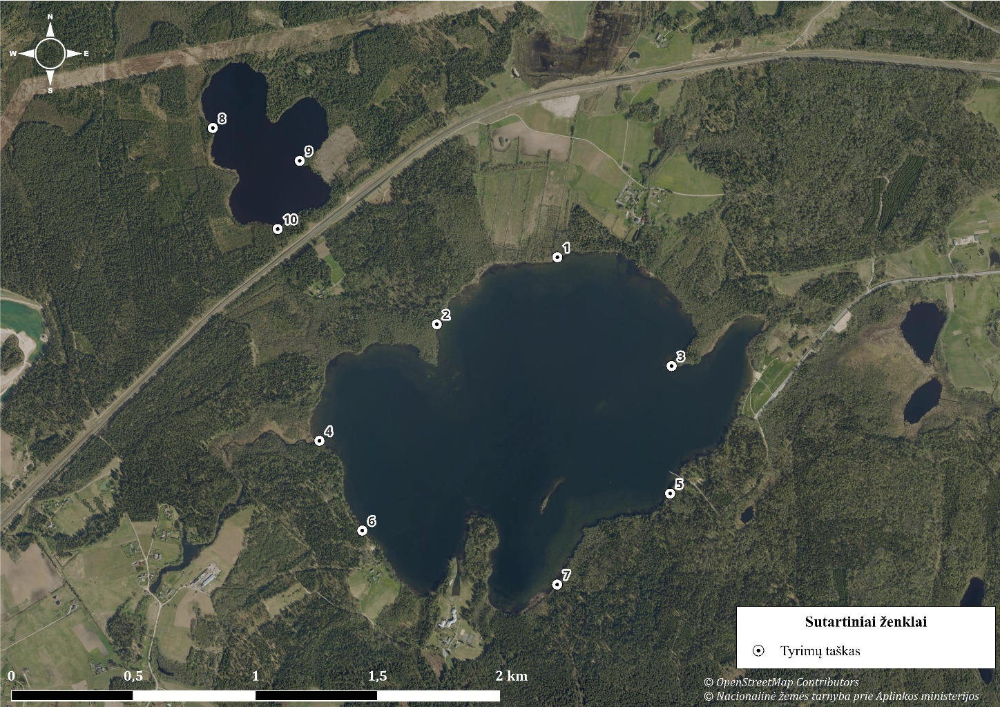 N
W E
S
8
9
10
1
2
3
4
5
6
7
Sutartiniai ženklai
Tyrimų taškas
0 0,5 1 1,5 2 km
© OpenStreetMap Contributors
© Nacionalinė žemės tarnyba prie Aplinkos ministerijos